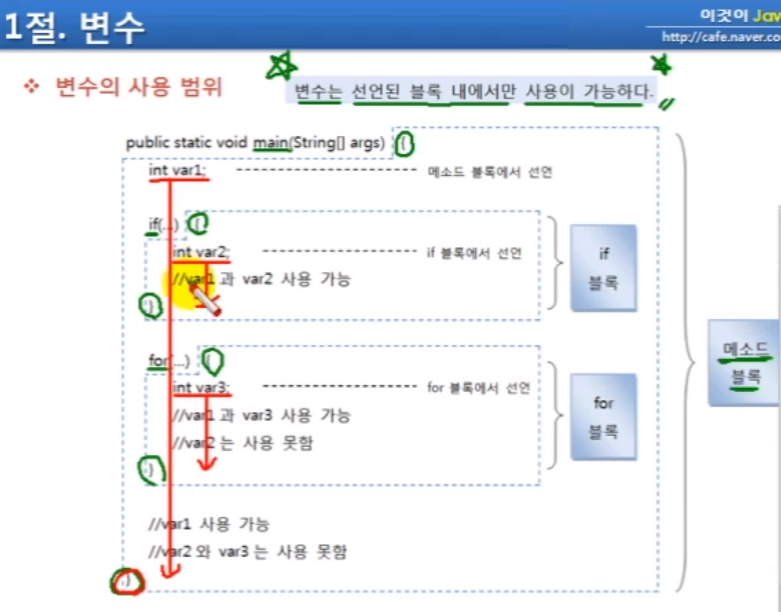 1절. 변수
이것이 Jav
http://cafe.naver.co
❖ 변수의 사용 범위
변수는 선언된 블록 내에서만 사용이 가능하다.
public static void main(String[] args) {
int var1; 메소드 블록에서 선언
if(...) {
int var2; if 블록에서 선언
//var1 과 var2 사용 가능
}
if
블록
for(...) {
int var3; for 블록에서 선언
//var1 과 var3 사용 가능
//var2 는 사용 못함
}
for
블록
메소드
블록
//var1 사용 가능
//var2 와 var3 는 사용 못함
}